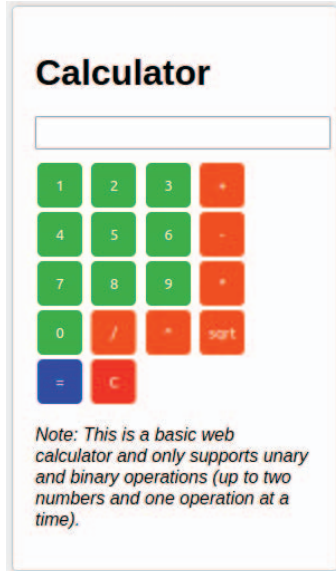 Calculator
1 2 3 +
4 5 6 -
7 8 9 *
0 / ^ sqrt
= C
Note: This is a basic web
calculator and only supports unary
and binary operations (up to two
numbers and one operation at a
time).